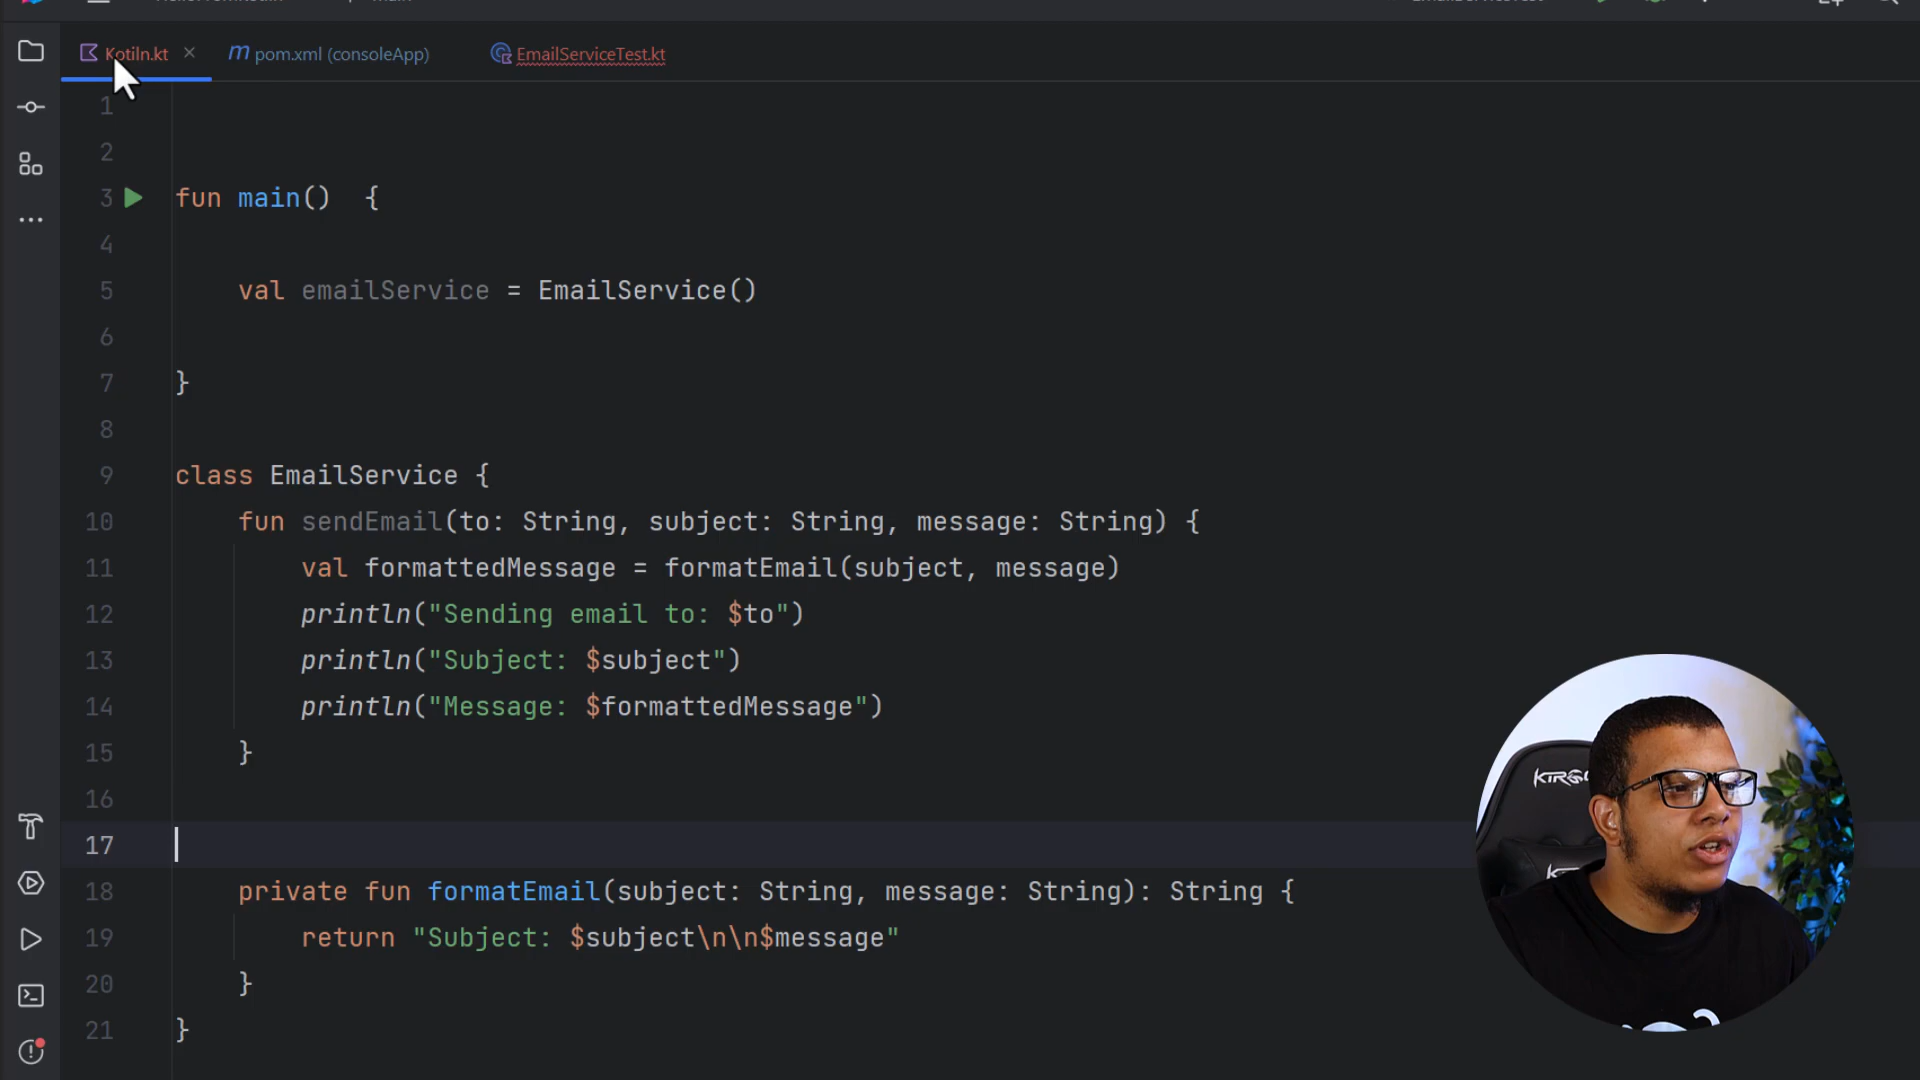 Kotiln.kt
pom.xml (consoleApp)
EmailServiceTest.kt
1
2
3 fun main()  {
4
5 val emailService = EmailService()
6
7 }
8
9 class EmailService {
10 fun sendEmail(to: String, subject: String, message: String) {
11 val formattedMessage = formatEmail(subject, message)
12 println("Sending email to: $to")
13 println("Subject: $subject")
14 println("Message: $formattedMessage")
15 }
16
17
18 private fun formatEmail(subject: String, message: String): String {
19 return "Subject: $subject\n\n$message"
20 }
21 }